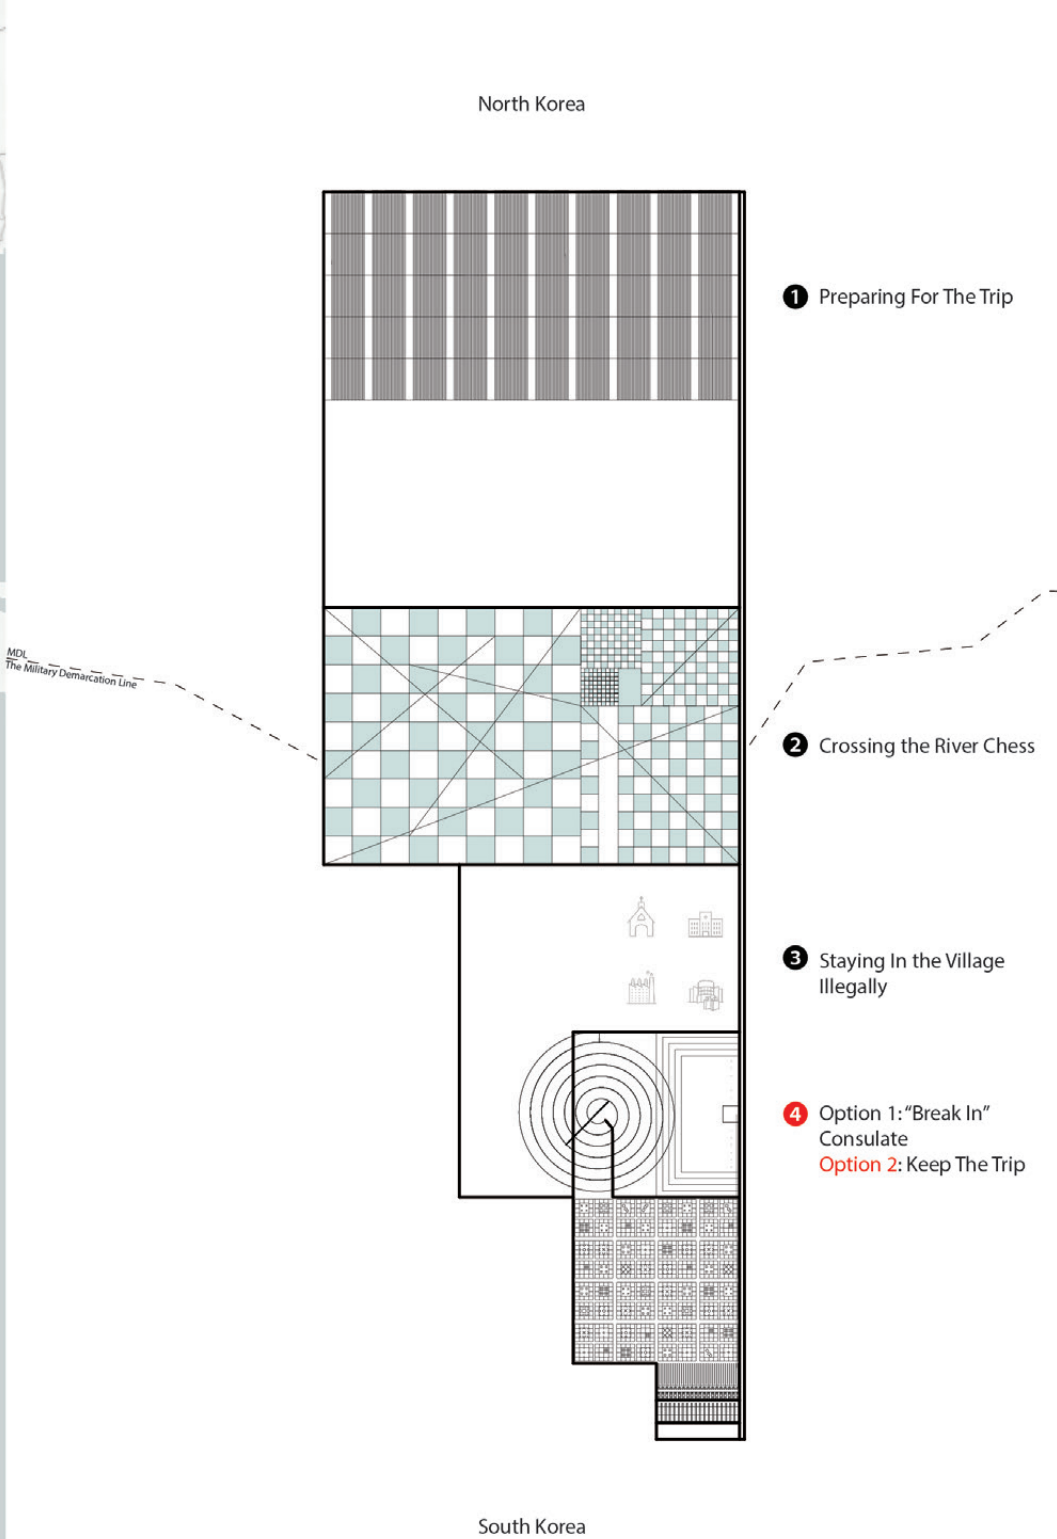 North Korea
1 Preparing For The Trip
MDL
The Military Demarcation Line
2 Crossing the River Chess
3 Staying In the Village
Illegally
4 Option 1: “Break In”
Consulate
Option 2: Keep The Trip
South Korea